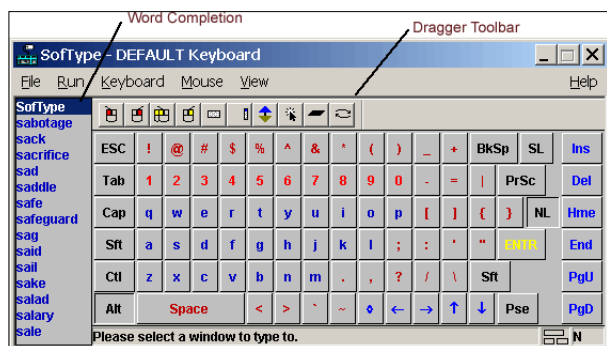 Word Completion
Dragger Toolbar
SofType - DEFAULT Keyboard
File Run Keyboard Mouse View Help
SofType
sabotage
sack
sacrifice
sad
saddle
safe
safeguard
sag
said
sail
sake
salad
salary
sale
ESC ! @ # $ % ^ & * ( ) _ + BkSp SL Ins
Tab 1 2 3 4 5 6 7 8 9 0 - = | PrSc Del
Cap q w e r t y u i o p [ ] { } NL Hme
Sft a s d f g h j k l ; : ' " ENTR End
Ctl z x c v b n m . , ? / \ Sft PgU
Alt Space < > ` ~ ◊ ← → ↑ ↓ Pse PgD
Please select a window to type to. N